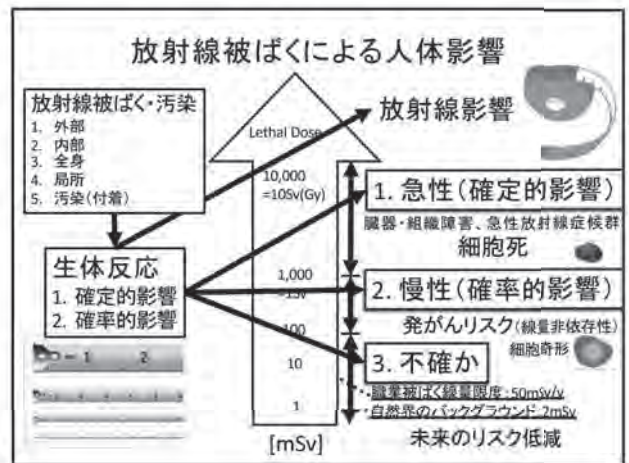 放射線被ばくによる人体影響
放射線被ばく・汚染
1. 外部
2. 内部
3. 全身
4. 局所
5. 汚染(付着)
生体反応
1. 確定的影響
2. 確率的影響
1 2
Lethal Dose
10,000
=10Sv(Gy)
1,000
=1Sv
100
10
1
[mSv]
放射線影響
1. 急性(確定的影響)
臓器・組織障害、急性放射線症候群
細胞死
2. 慢性(確率的影響)
発がんリスク(線量非依存性)
細胞奇形
3. 不確か
職業被ばく線量限度:50mSv/y
自然界のバックグラウンド:2mSv
未来のリスク低減